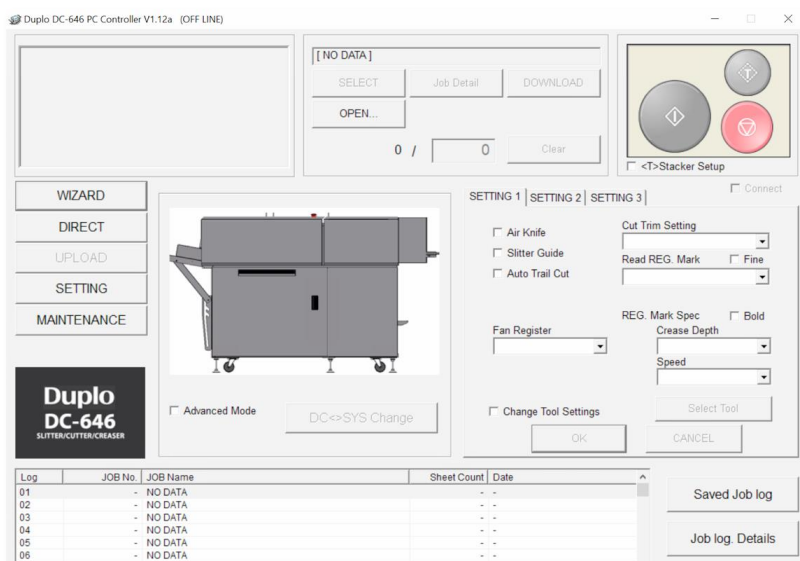 Duplo DC-646 PC Controller V1.12a (OFF LINE)
[ NO DATA ]
SELECT
Job Detail
DOWNLOAD
OPEN...
0 / 0
Clear
<T>Stacker Setup
Connect
WIZARD
DIRECT
UPLOAD
SETTING
MAINTENANCE
Duplo
DC-646
SLITTER/CUTTER/CREASER
Advanced Mode
DC<>SYS Change
SETTING 1 SETTING 2 SETTING 3
Air Knife
Slitter Guide
Auto Trail Cut
Fan Register
Change Tool Settings
Cut Trim Setting
Read REG. Mark Fine
REG. Mark Spec Bold
Crease Depth
Speed
Select Tool
OK
CANCEL
Log JOB No. JOB Name Sheet Count Date
01 - NO DATA - -
02 - NO DATA - -
03 - NO DATA - -
04 - NO DATA - -
05 - NO DATA - -
06 - NO DATA - -
Saved Job log
Job log. Details